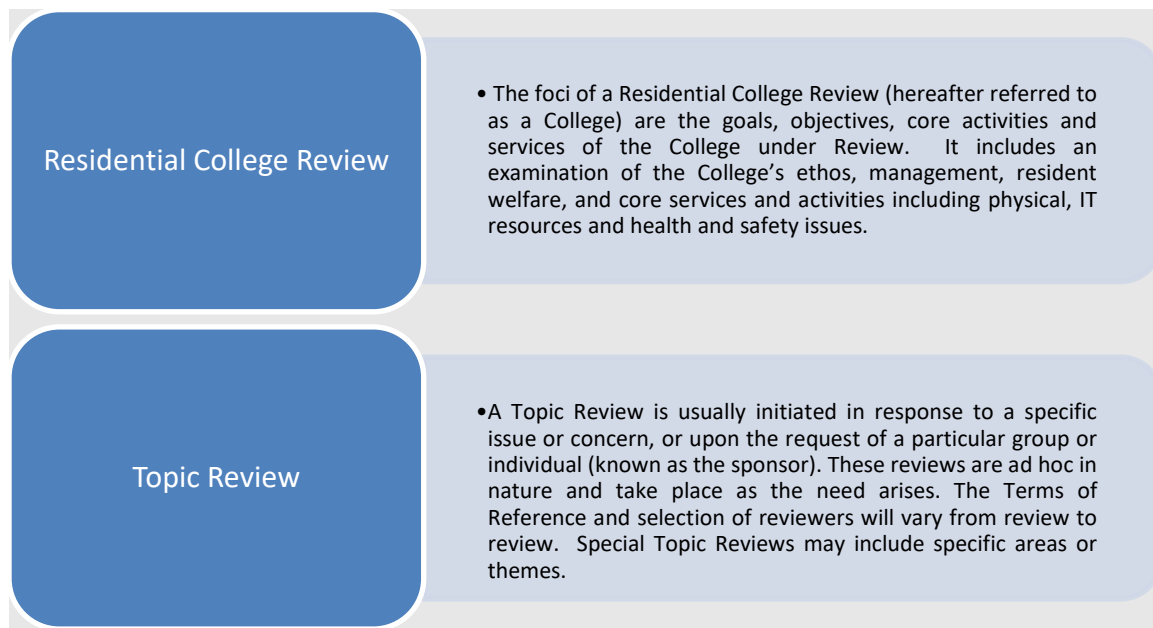 Residential College Review
• The foci of a Residential College Review (hereafter referred to
as a College) are the goals, objectives, core activities and
services of the College under Review. It includes an
examination of the College’s ethos, management, resident
welfare, and core services and activities including physical, IT
resources and health and safety issues.
Topic Review
•A Topic Review is usually initiated in response to a specific
issue or concern, or upon the request of a particular group or
individual (known as the sponsor). These reviews are ad hoc in
nature and take place as the need arises. The Terms of
Reference and selection of reviewers will vary from review to
review. Special Topic Reviews may include specific areas or
themes.